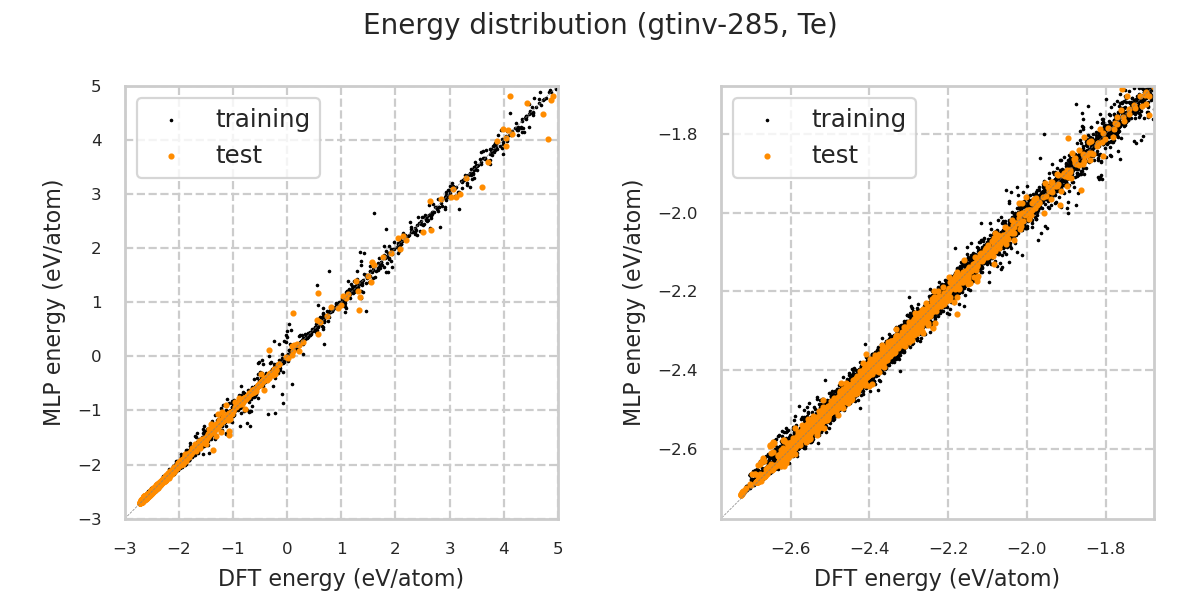 Energy distribution (gtinv-285, Te)
training
test
5
4
3
2
1
0
−1
−2
−3
−3 −2 −1 0 1 2 3 4 5
MLP energy (eV/atom)
DFT energy (eV/atom)
training
test
−1.8
−2.0
−2.2
−2.4
−2.6
−2.6 −2.4 −2.2 −2.0 −1.8
MLP energy (eV/atom)
DFT energy (eV/atom)